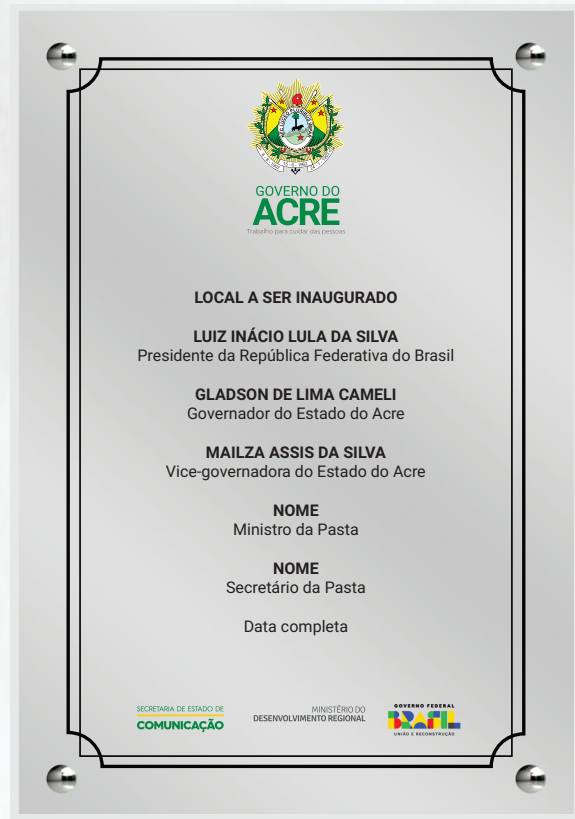 GOVERNO DO
ACRE
Trabalho para cuidar das pessoas
LOCAL A SER INAUGURADO
LUIZ INÁCIO LULA DA SILVA
Presidente da República Federativa do Brasil
GLADSON DE LIMA CAMELI
Governador do Estado do Acre
MAILZA ASSIS DA SILVA
Vice-governadora do Estado do Acre
NOME
Ministro da Pasta
NOME
Secretário da Pasta
Data completa
SECRETARIA DE ESTADO DE
COMUNICAÇÃO
MINISTÉRIO DO
DESENVOLVIMENTO REGIONAL
GOVERNO FEDERAL
BRASIL
UNIÃO E RECONSTRUÇÃO